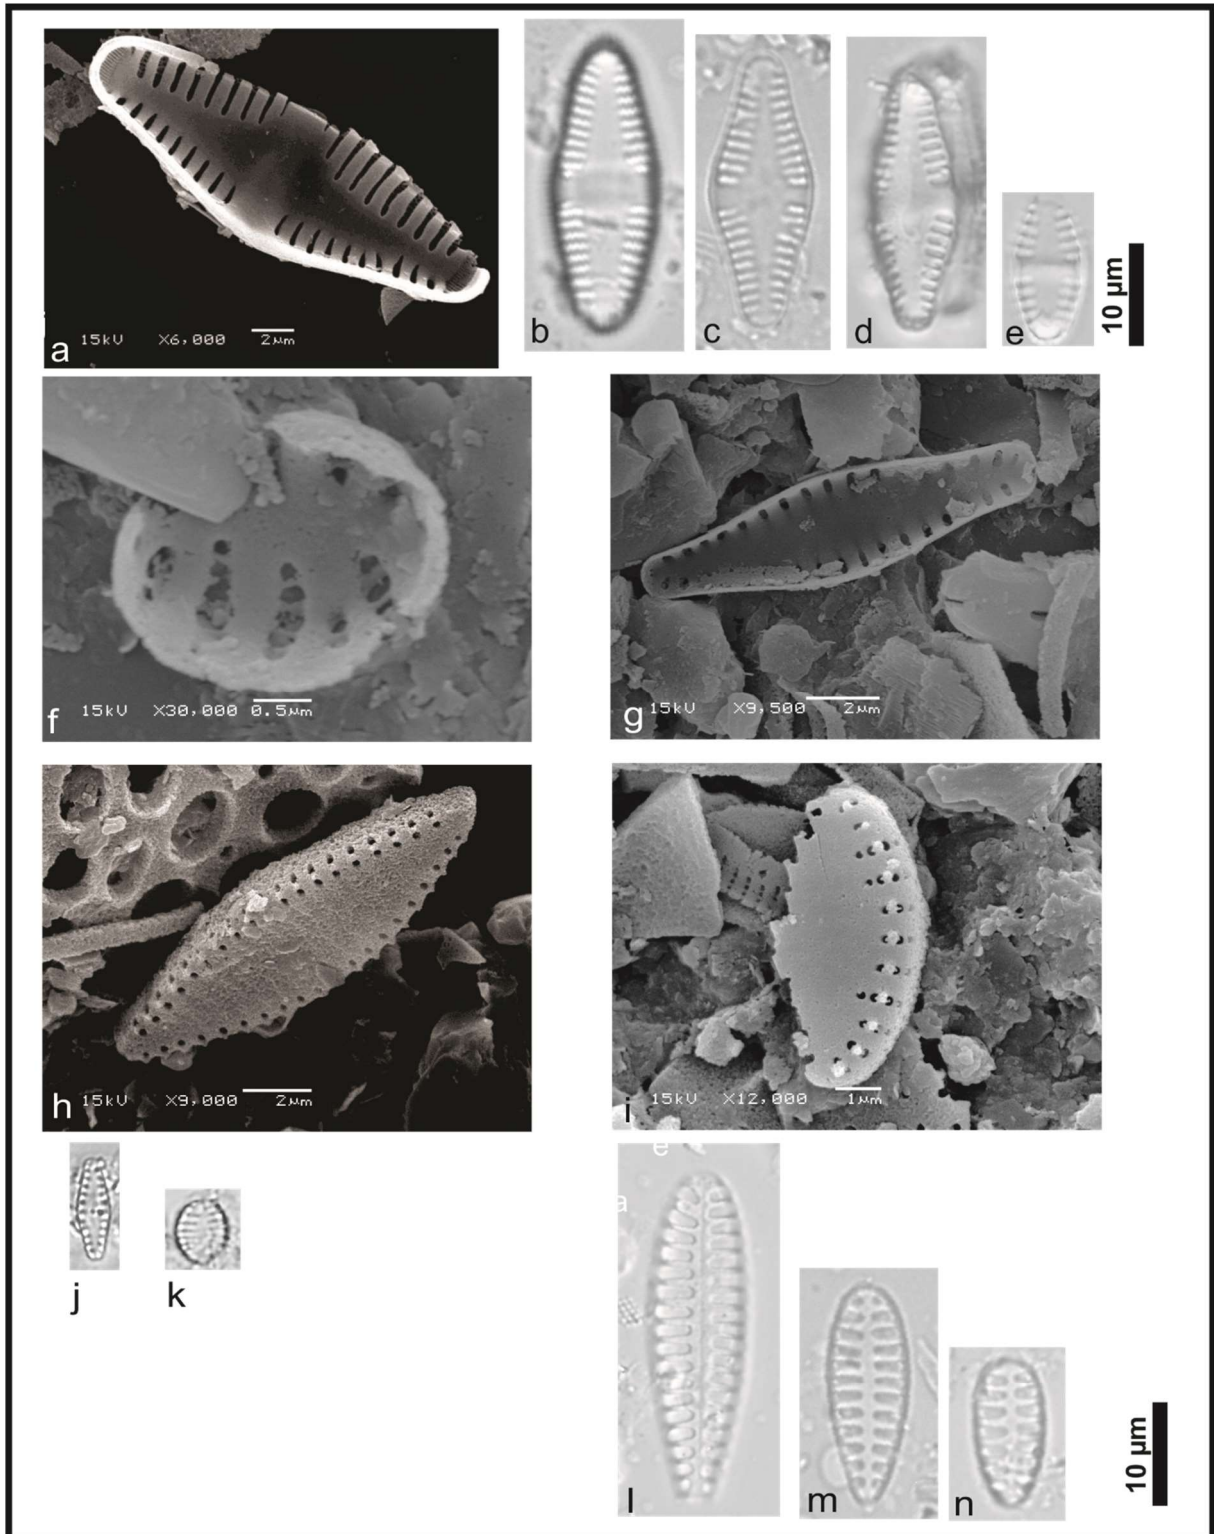 a 15kV X6,000 2µm
b
c
d
e
10 µm
f 15kV X30,000 0.5µm
g 15kV X9,500 2µm
h 15kV X9,000 2µm
i 15kV X12,000 1µm
j
k
e
a
l
m
n
10 µm